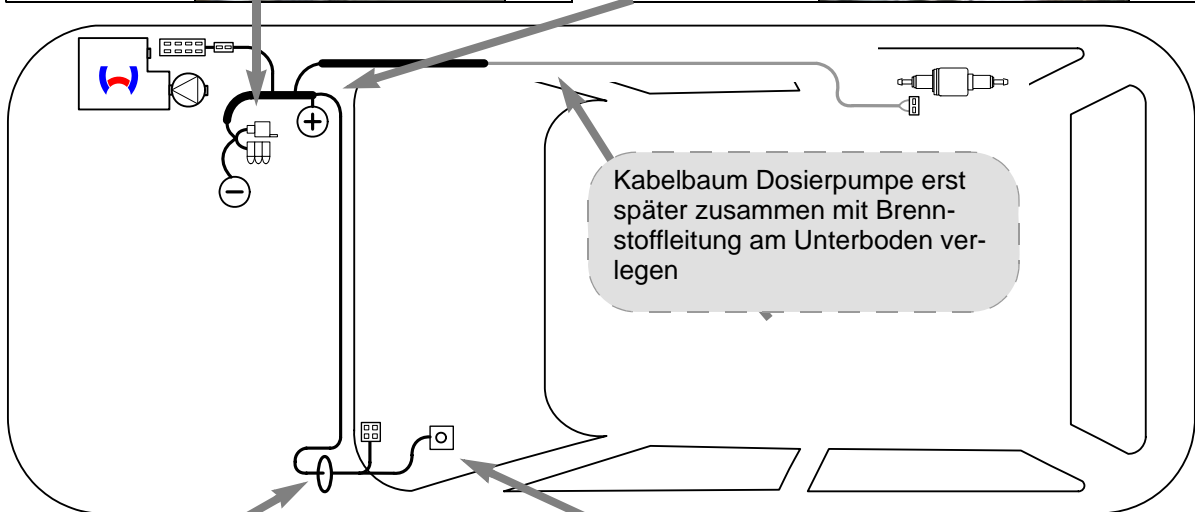 Kabelbaum Dosierpumpe erst
später zusammen mit Brenn-
stoffleitung am Unterboden ver-
legen